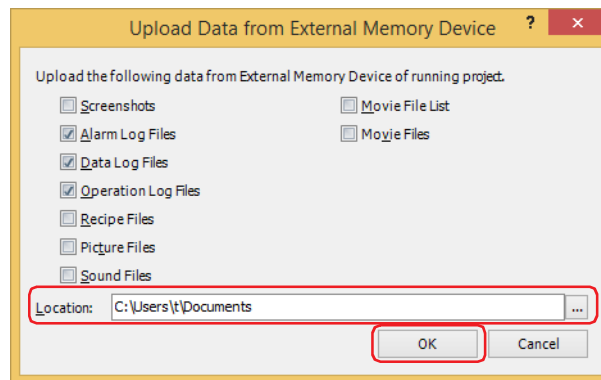 Upload Data from External Memory Device ? ×
Upload the following data from External Memory Device of running project.
Screenshots Movie File List
Alarm Log Files Movie Files
Data Log Files
Operation Log Files
Recipe Files
Picture Files
Sound Files
Location: C:\Users\t\Documents ...
OK Cancel